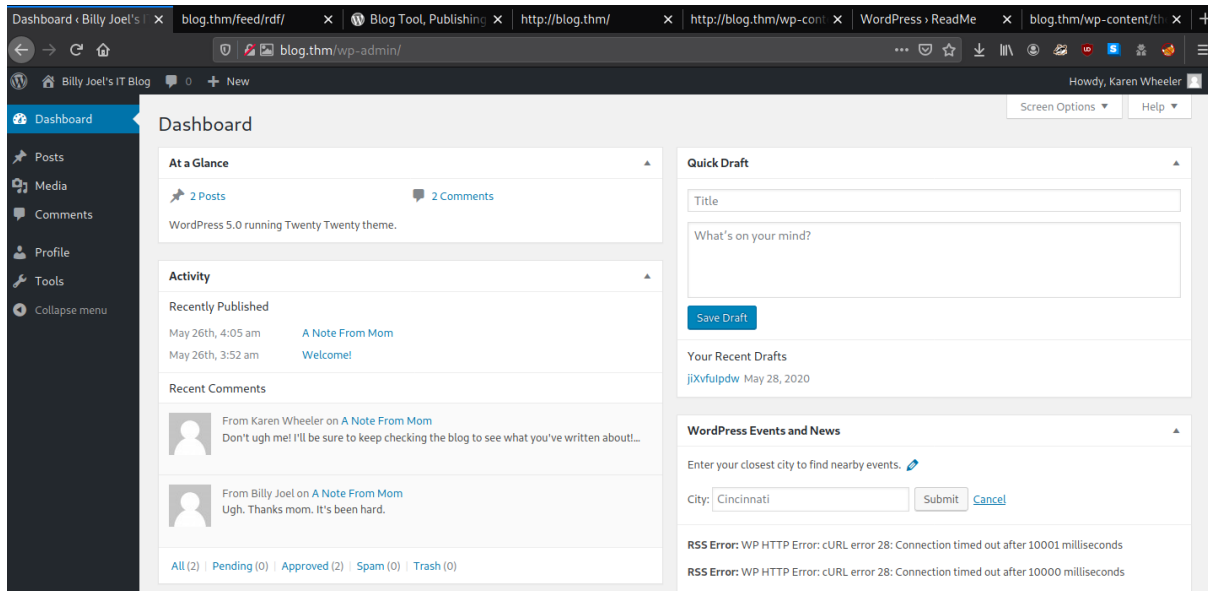 Dashboard ‹ Billy Joel's I
blog.thm/feed/rdf/
Blog Tool, Publishing
http://blog.thm/
http://blog.thm/wp-cont
WordPress › ReadMe
blog.thm/wp-content/th
blog.thm/wp-admin/
Billy Joel's IT Blog 0 + New
Howdy, Karen Wheeler
Screen Options ▼ Help ▼
Dashboard
Posts
Media
Comments
Profile
Tools
Collapse menu
Dashboard
At a Glance
2 Posts 2 Comments
WordPress 5.0 running Twenty Twenty theme.
Activity
Recently Published
May 26th, 4:05 am A Note From Mom
May 26th, 3:52 am Welcome!
Recent Comments
From Karen Wheeler on A Note From Mom
Don't ugh me! I'll be sure to keep checking the blog to see what you've written about!...
From Billy Joel on A Note From Mom
Ugh. Thanks mom. It's been hard.
All (2) | Pending (0) | Approved (2) | Spam (0) | Trash (0)
Quick Draft
Title
What's on your mind?
Save Draft
Your Recent Drafts
jiXvfuIpdw May 28, 2020
WordPress Events and News
Enter your closest city to find nearby events.
City: Cincinnati Submit Cancel
RSS Error: WP HTTP Error: cURL error 28: Connection timed out after 10001 milliseconds
RSS Error: WP HTTP Error: cURL error 28: Connection timed out after 10000 milliseconds